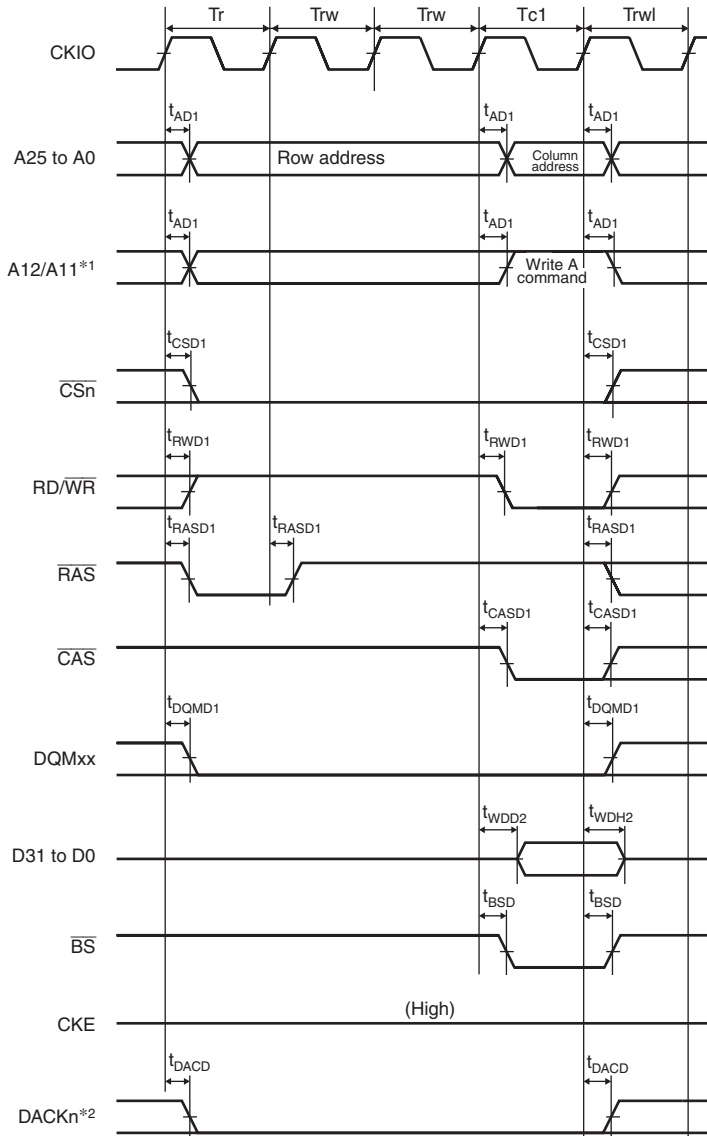 Tr Trw Trw Tc1 Trwl
CKIO
tAD1 tAD1 tAD1
A25 to A0 Row address Column address
tAD1 tAD1 tAD1
A12/A11*1 Write A command
tCSD1 tCSD1
CSn
tRWD1 tRWD1 tRWD1
RD/WR
tRASD1 tRASD1 tRASD1
RAS
tCASD1 tCASD1
CAS
tDQMD1 tDQMD1
DQMxx
tWDD2 tWDH2
D31 to D0
tBSD tBSD
BS
(High)
CKE
tDACD tDACD
DACKn*2